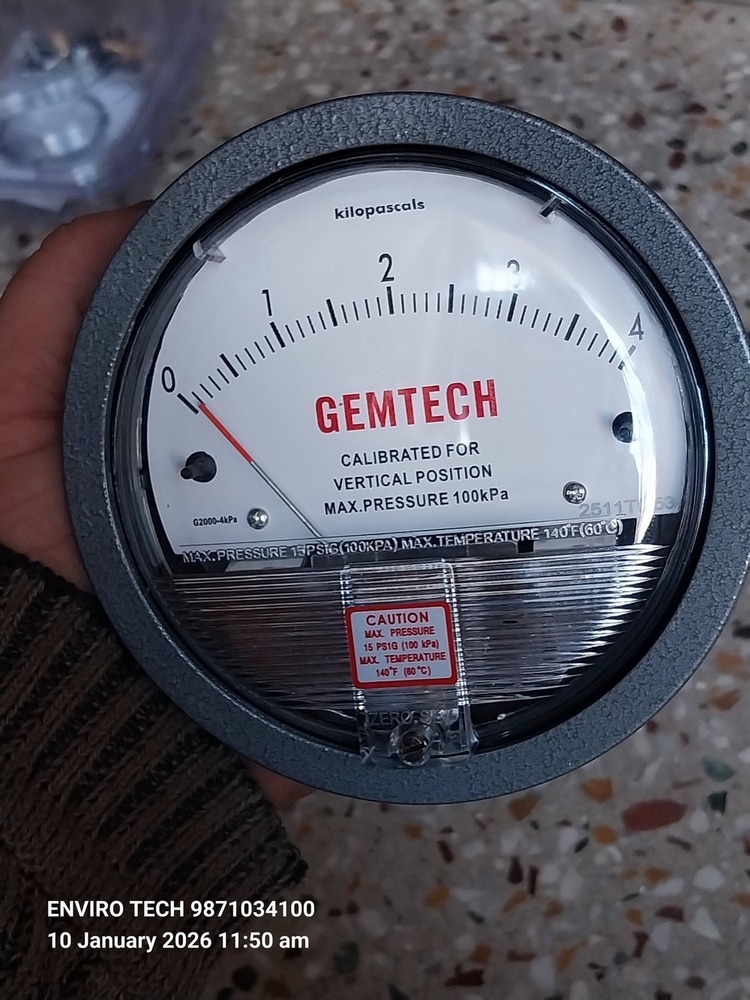 kilopascals
0 1 2 3 4
GEMTECH
CALIBRATED FOR
VERTICAL POSITION
MAX.PRESSURE 100kPa
G2000-4kPa
MAX.PRESSURE 15PSIG(100KPA) MAX.TEMPERATURE 140°F(60°C)
CAUTION
MAX. PRESSURE
15 PS1G (100 kPa)
MAX. TEMPERATURE
140°F (60°C)
ENVIRO TECH 9871034100
10 January 2026 11:50 am